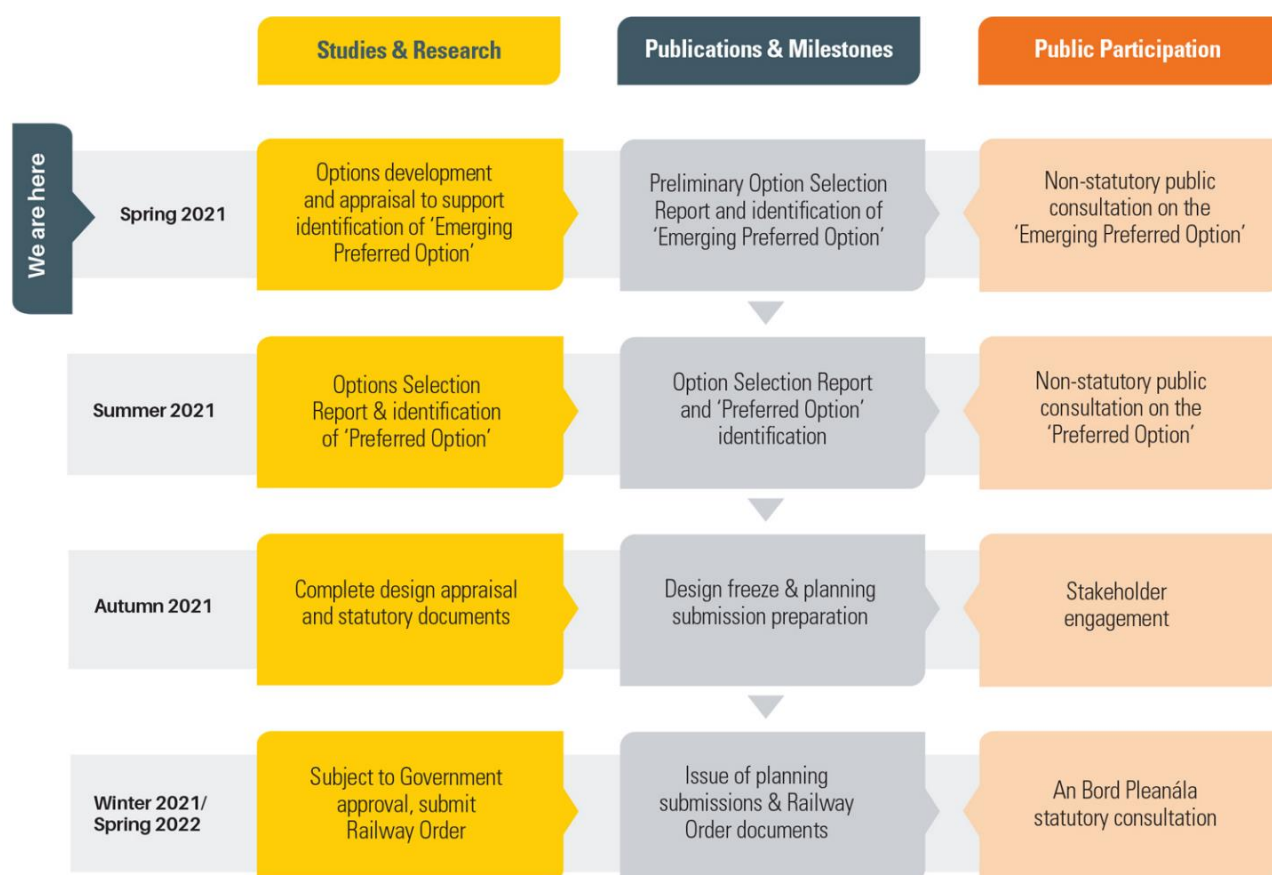 Studies & Research
Publications & Milestones
Public Participation
We are here
Spring 2021
Options development
and appraisal to support
identification of ‘Emerging
Preferred Option’
Preliminary Option Selection
Report and identification of
‘Emerging Preferred Option’
Non-statutory public
consultation on the
‘Emerging Preferred Option’
Summer 2021
Options Selection
Report & identification
of ‘Preferred Option’
Option Selection Report
and ‘Preferred Option’
identification
Non-statutory public
consultation on the
‘Preferred Option’
Autumn 2021
Complete design appraisal
and statutory documents
Design freeze & planning
submission preparation
Stakeholder
engagement
Winter 2021/
Spring 2022
Subject to Government
approval, submit
Railway Order
Issue of planning
submissions & Railway
Order documents
An Bord Pleanála
statutory consultation